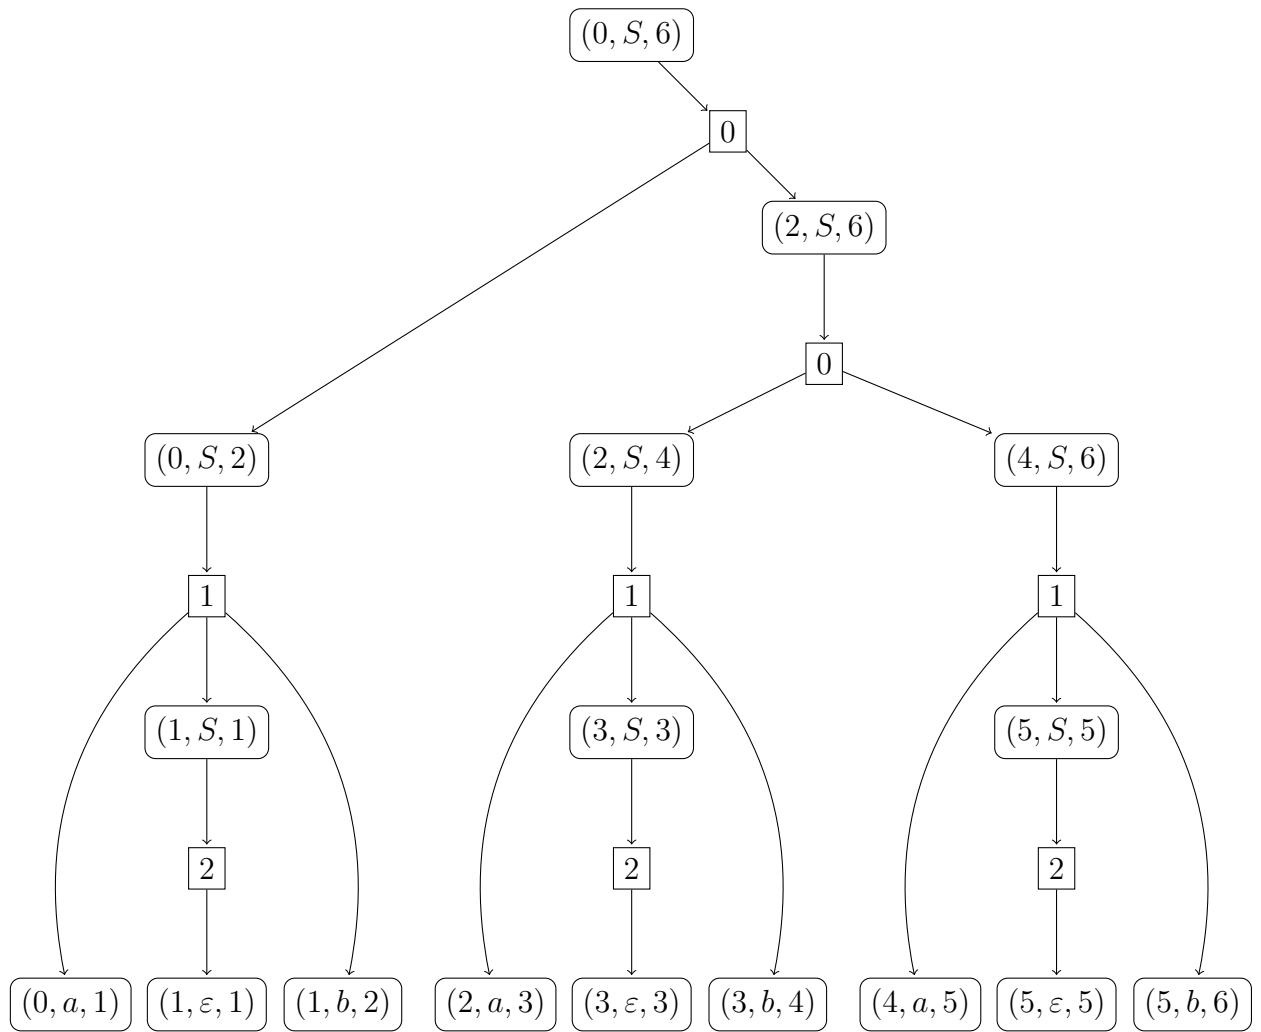 (0, S, 6)
0
(2, S, 6)
0
(0, S, 2) (2, S, 4) (4, S, 6)
1 1 1
(1, S, 1) (3, S, 3) (5, S, 5)
2 2 2
(0, a, 1) (1, ε, 1) (1, b, 2) (2, a, 3) (3, ε, 3) (3, b, 4) (4, a, 5) (5, ε, 5) (5, b, 6)